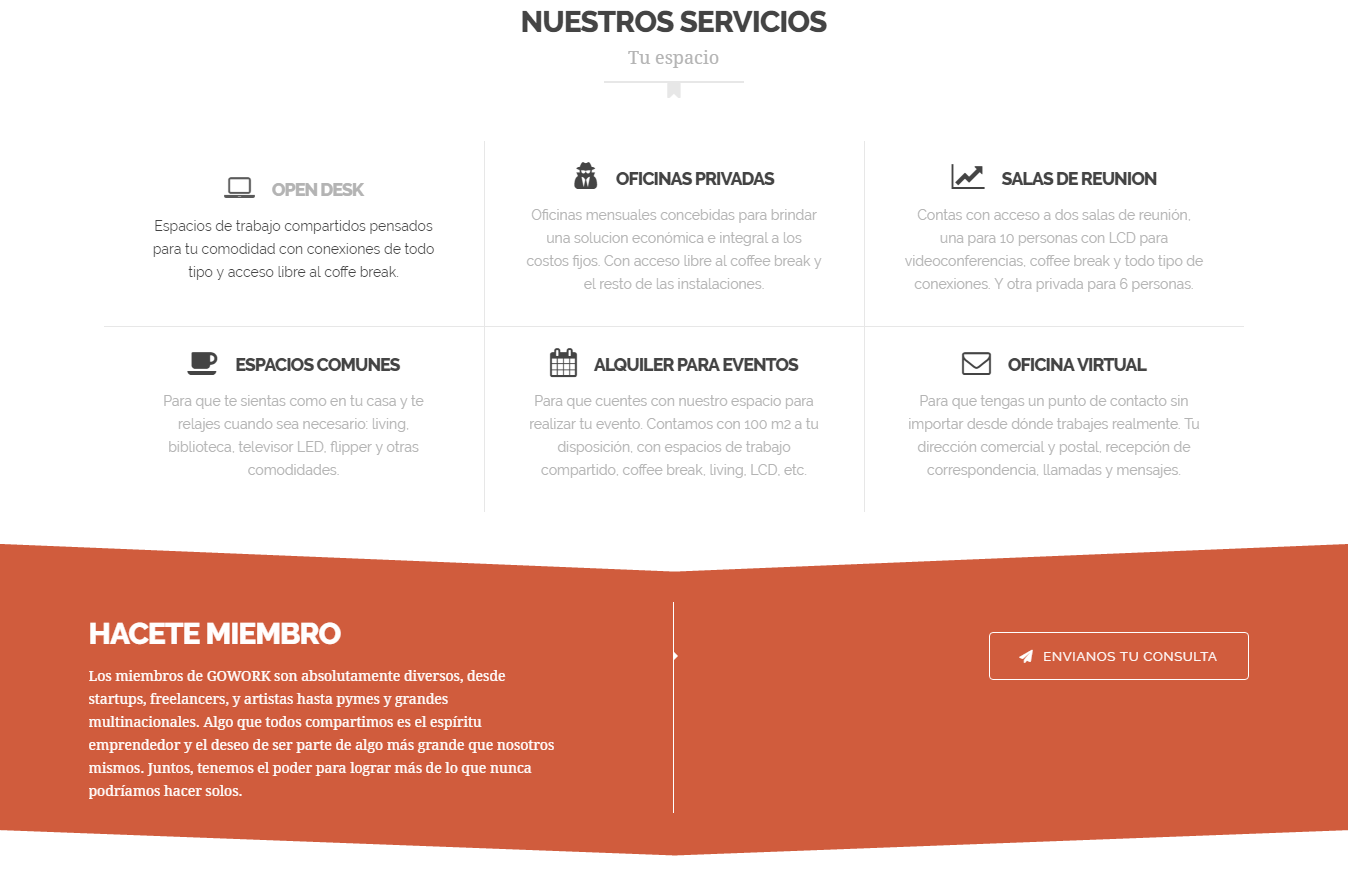 NUESTROS SERVICIOS
Tu espacio
OPEN DESK
Espacios de trabajo compartidos pensados
para tu comodidad con conexiones de todo
tipo y acceso libre al coffe break.
OFICINAS PRIVADAS
Oficinas mensuales concebidas para brindar
una solucion económica e integral a los
costos fijos. Con acceso libre al coffee break y
el resto de las instalaciones.
SALAS DE REUNION
Contas con acceso a dos salas de reunión,
una para 10 personas con LCD para
videoconferencias, coffee break y todo tipo de
conexiones. Y otra privada para 6 personas.
ESPACIOS COMUNES
Para que te sientas como en tu casa y te
relajes cuando sea necesario: living,
biblioteca, televisor LED, flipper y otras
comodidades.
ALQUILER PARA EVENTOS
Para que cuentes con nuestro espacio para
realizar tu evento. Contamos con 100 m2 a tu
disposición, con espacios de trabajo
compartido, coffee break, living, LCD, etc.
OFICINA VIRTUAL
Para que tengas un punto de contacto sin
importar desde dónde trabajes realmente. Tu
dirección comercial y postal, recepción de
correspondencia, llamadas y mensajes.
HACETE MIEMBRO
Los miembros de GOWORK son absolutamente diversos, desde
startups, freelancers, y artistas hasta pymes y grandes
multinacionales. Algo que todos compartimos es el espíritu
emprendedor y el deseo de ser parte de algo más grande que nosotros
mismos. Juntos, tenemos el poder para lograr más de lo que nunca
podríamos hacer solos.
ENVIANOS TU CONSULTA